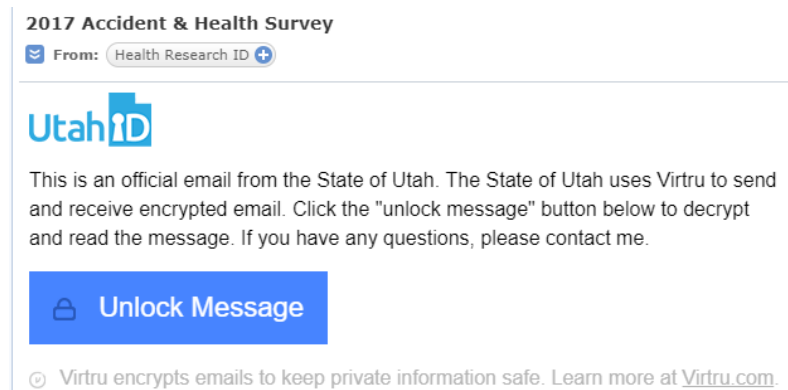 2017 Accident & Health Survey
From: Health Research ID
Utah ID
This is an official email from the State of Utah. The State of Utah uses Virtru to send
and receive encrypted email. Click the "unlock message" button below to decrypt
and read the message. If you have any questions, please contact me.
Unlock Message
Virtru encrypts emails to keep private information safe. Learn more at Virtru.com.